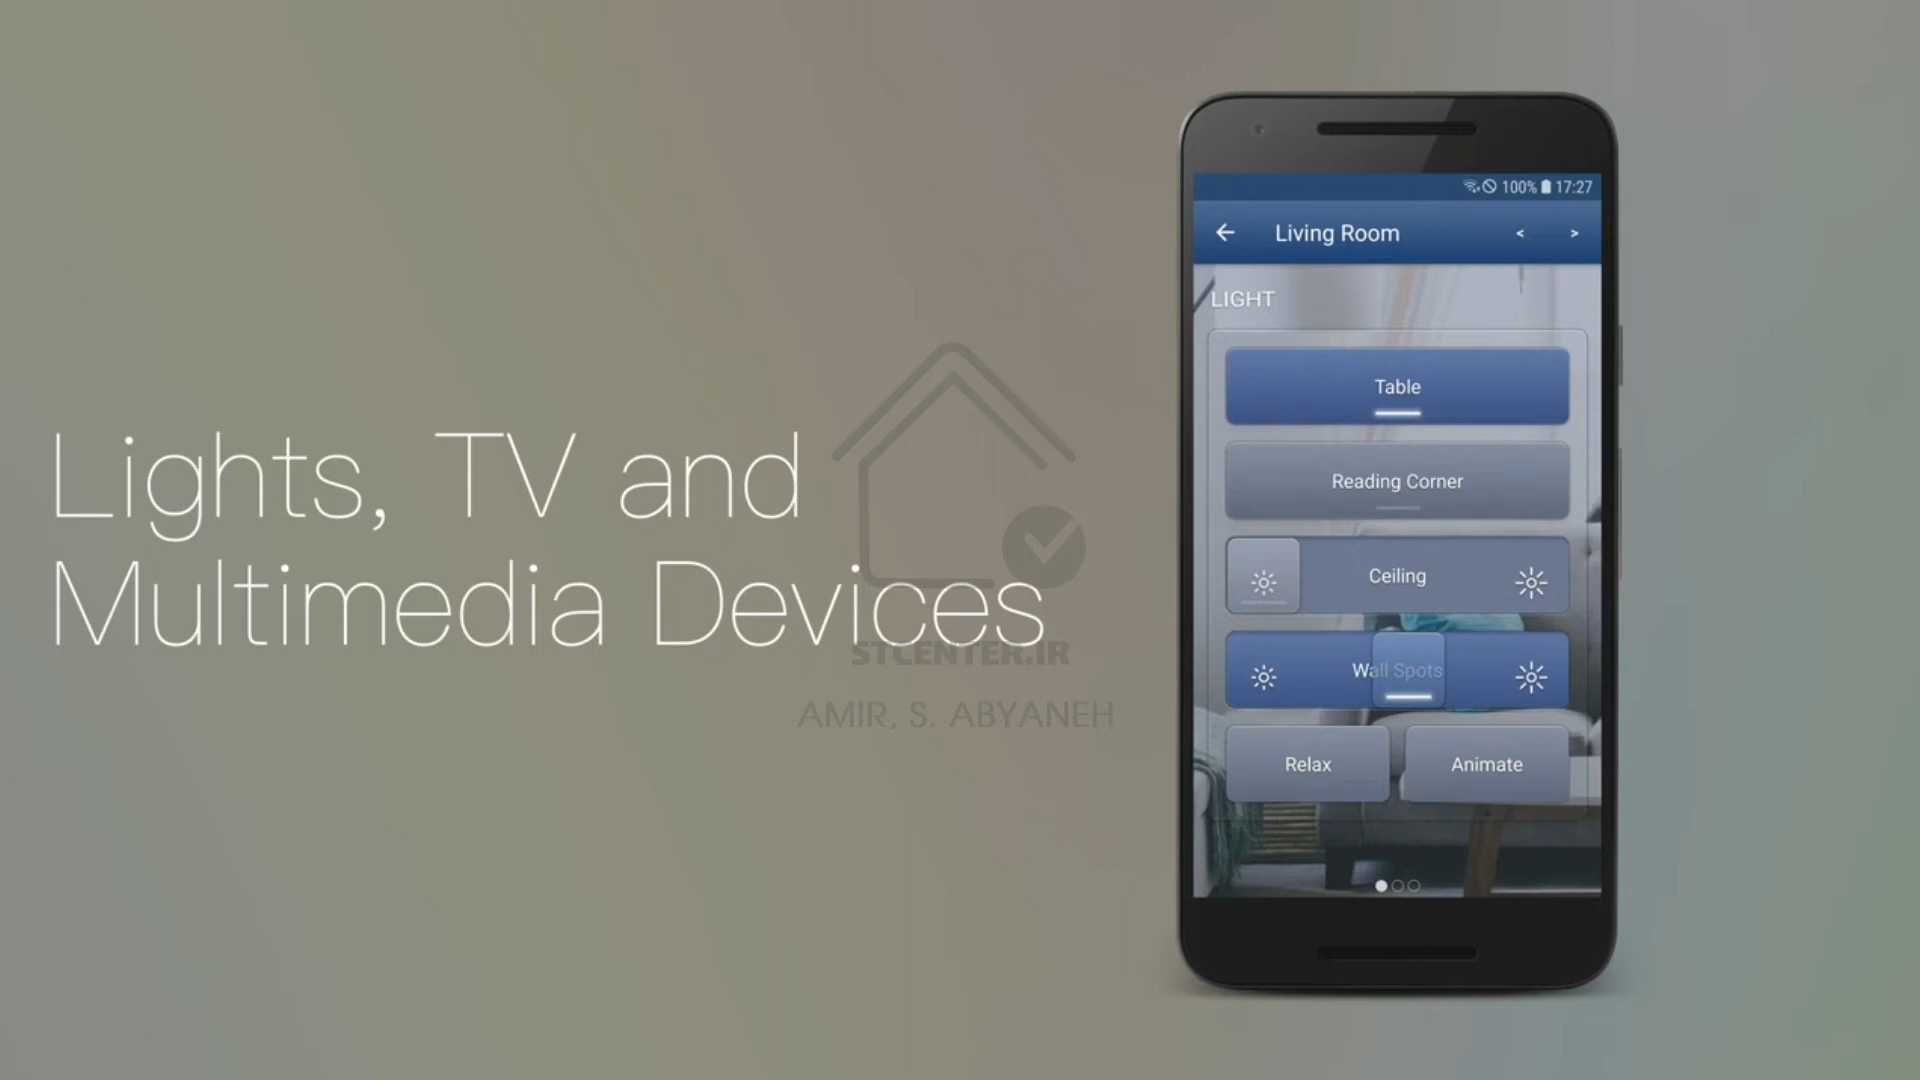 Lights, TV and
Multimedia Devices
STCENTER.IR
AMIR, S. ABYANEH
100% 17:27
Living Room
< >
LIGHT
Table
Reading Corner
Ceiling
Wall Spots
Relax Animate